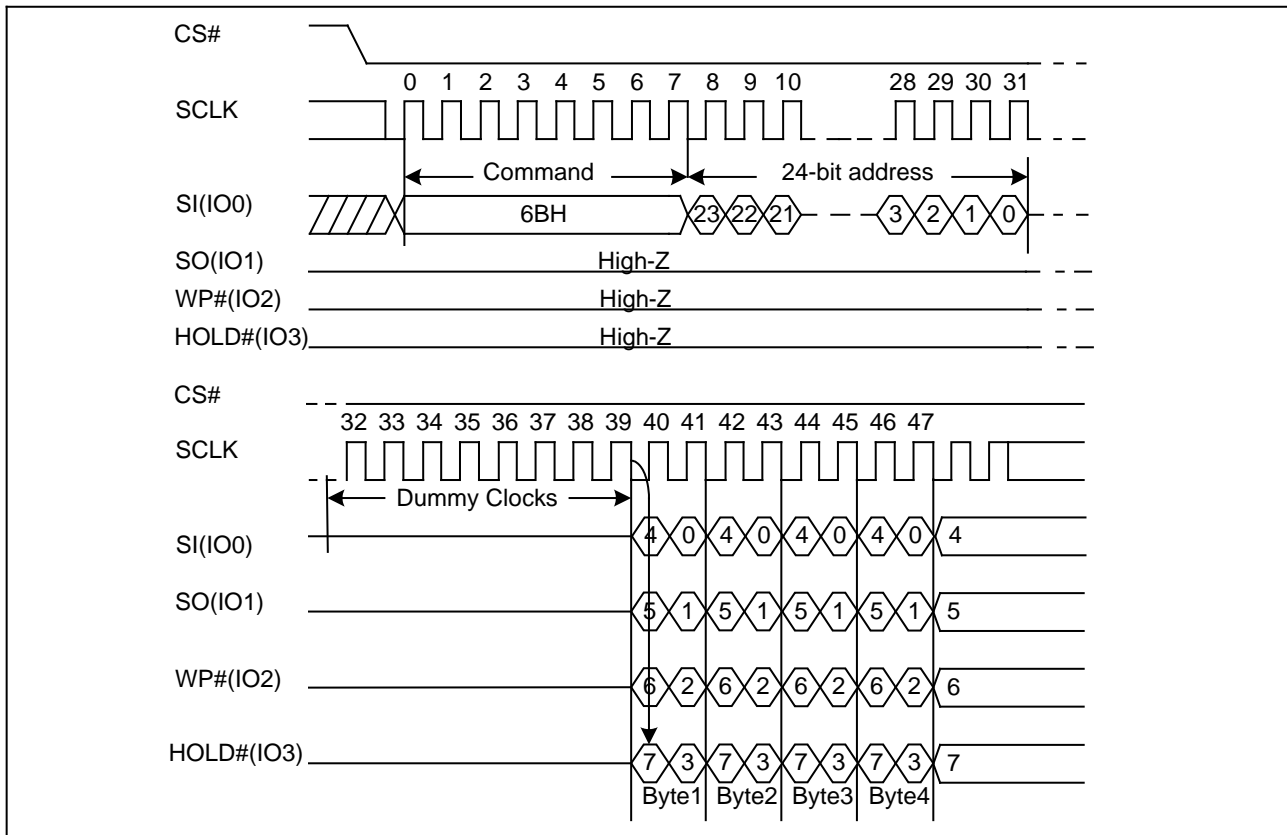 CS#
0 1 2 3 4 5 6 7 8 9 10 28 29 30 31
SCLK
Command 24-bit address
SI(IO0) 6BH 23 22 21 3 2 1 0
SO(IO1) High-Z
WP#(IO2) High-Z
HOLD#(IO3) High-Z
CS#
32 33 34 35 36 37 38 39 40 41 42 43 44 45 46 47
SCLK
Dummy Clocks
SI(IO0) 4 0 4 0 4 0 4 0 4
SO(IO1) 5 1 5 1 5 1 5 1 5
WP#(IO2) 6 2 6 2 6 2 6 2 6
HOLD#(IO3) 7 3 7 3 7 3 7 3 7
Byte1 Byte2 Byte3 Byte4